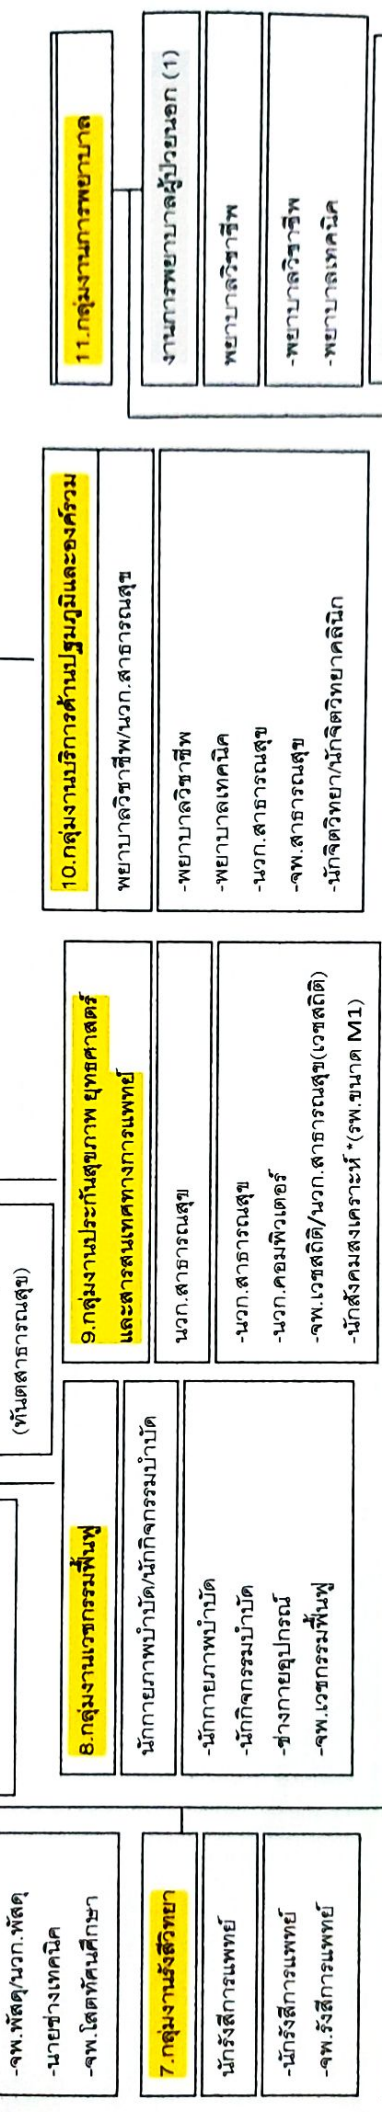 -จพ.พัสดุ/นวก.พัสดุ
-นายช่างเทคนิค
-จพ.โสตทัศนศึกษา
7.กลุ่มงานรังสีวิทยา
นักรังสีการแพทย์
-นักรังสีการแพทย์
-จพ.รังสีการแพทย์
(ทันตสาธารณสุข)
8.กลุ่มงานเวชกรรมฟื้นฟู
นักกายภาพบำบัด/นักกิจกรรมบำบัด
-นักกายภาพบำบัด
-นักกิจกรรมบำบัด
-ช่างกายอุปกรณ์
-จพ.เวชกรรมฟื้นฟู
9.กลุ่มงานประกันสุขภาพ ยุทธศาสตร์
และสารสนเทศทางการแพทย์
นวก.สาธารณสุข
-นวก.สาธารณสุข
-นวก.คอมพิวเตอร์
-จพ.เวชสถิติ/นวก.สาธารณสุข(เวชสถิติ)
-นักสังคมสงเคราะห์ *(รพ.ขนาด M1)
10.กลุ่มงานบริการด้านปฐมภูมิและองค์รวม
พยาบาลวิชาชีพ/นวก.สาธารณสุข
-พยาบาลวิชาชีพ
-พยาบาลเทคนิค
-นวก.สาธารณสุข
-จพ.สาธารณสุข
-นักจิตวิทยา/นักจิตวิทยาคลินิก
11.กลุ่มงานการพยาบาล
งานการพยาบาลผู้ป่วยนอก (1)
พยาบาลวิชาชีพ
-พยาบาลวิชาชีพ
-พยาบาลเทคนิค